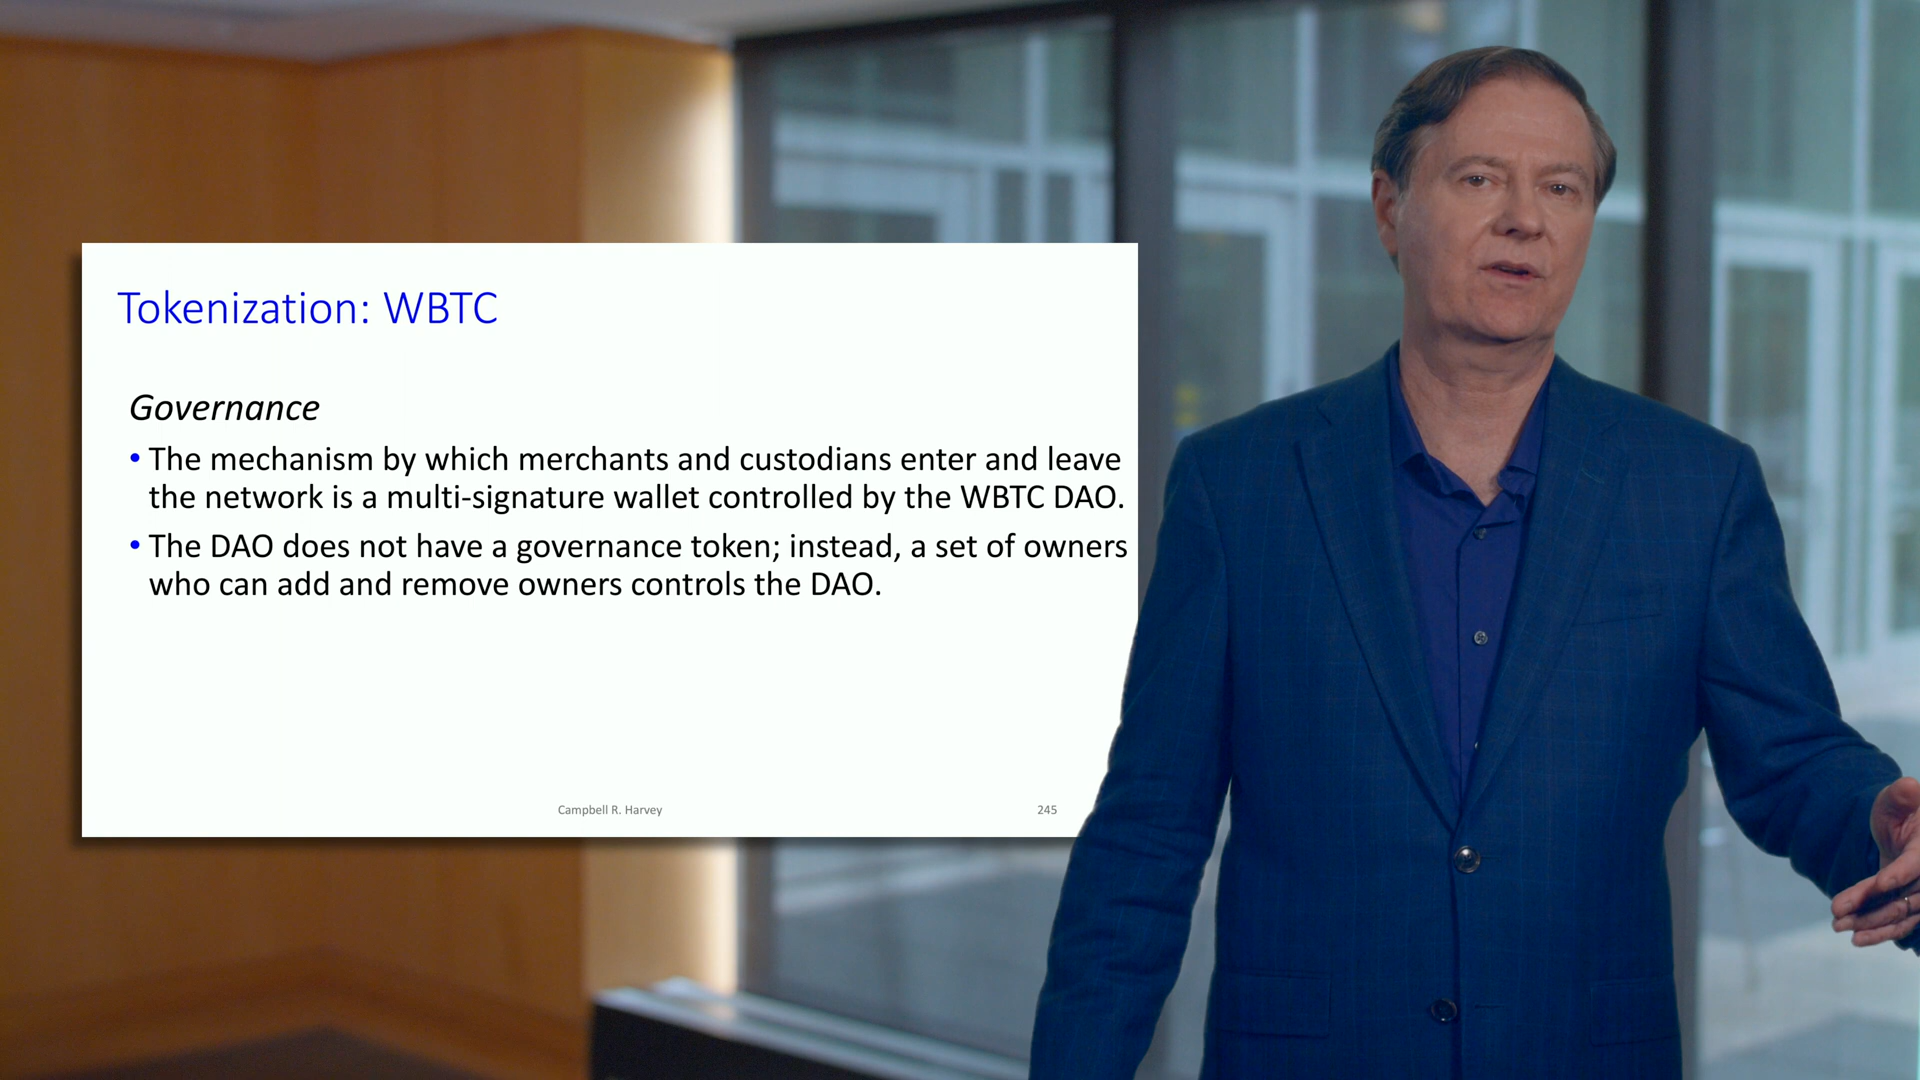 Tokenization: WBTC
Governance
• The mechanism by which merchants and custodians enter and leave
the network is a multi-signature wallet controlled by the WBTC DAO.
• The DAO does not have a governance token; instead, a set of owners
who can add and remove owners controls the DAO.
Campbell R. Harvey
245